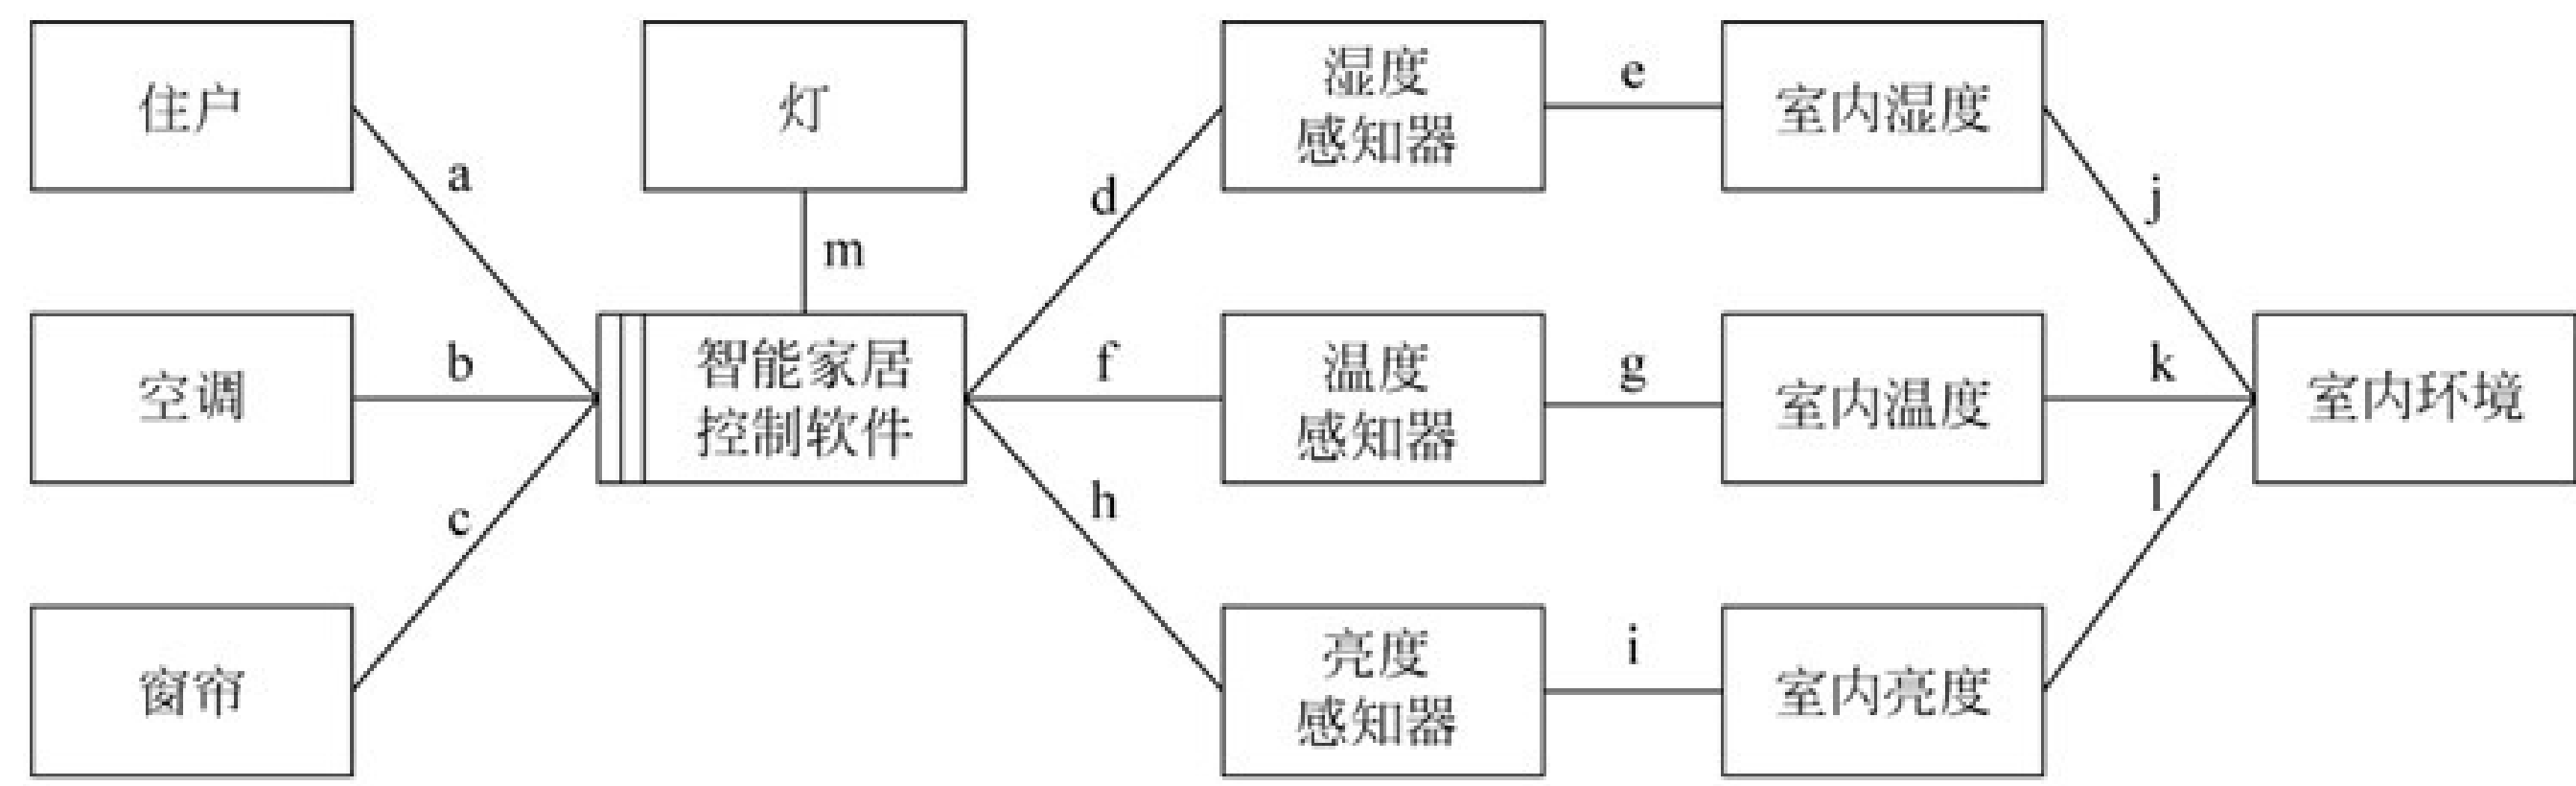 住户
a
空调
b
窗帘
c
灯
m
智能家居
控制软件
d
f
h
湿度
感知器
温度
感知器
亮度
感知器
e
g
i
室内湿度
室内温度
室内亮度
j
k
l
室内环境